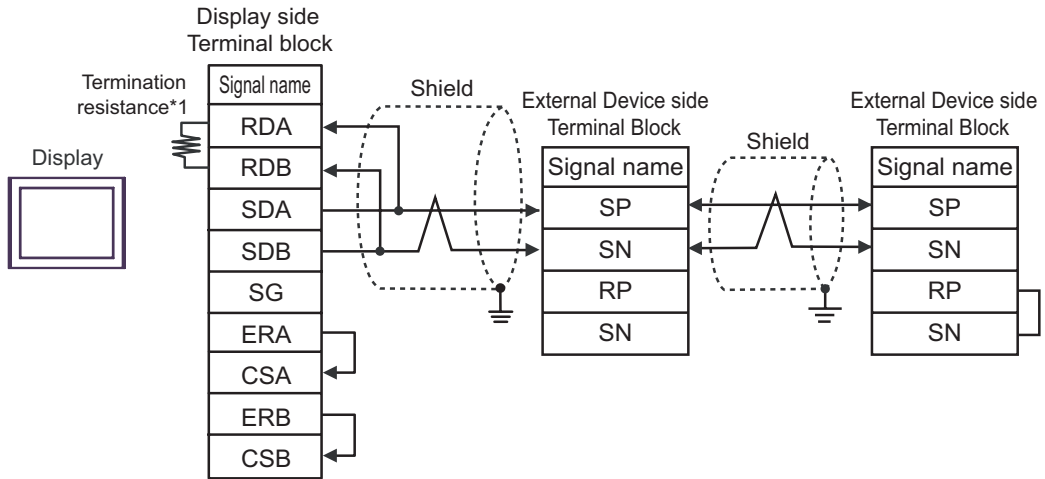 Display side
Terminal block
Termination
resistance*1
Display
Signal name
RDA
RDB
SDA
SDB
SG
ERA
CSA
ERB
CSB
Shield
External Device side
Terminal Block
Signal name
SP
SN
RP
SN
Shield
External Device side
Terminal Block
Signal name
SP
SN
RP
SN